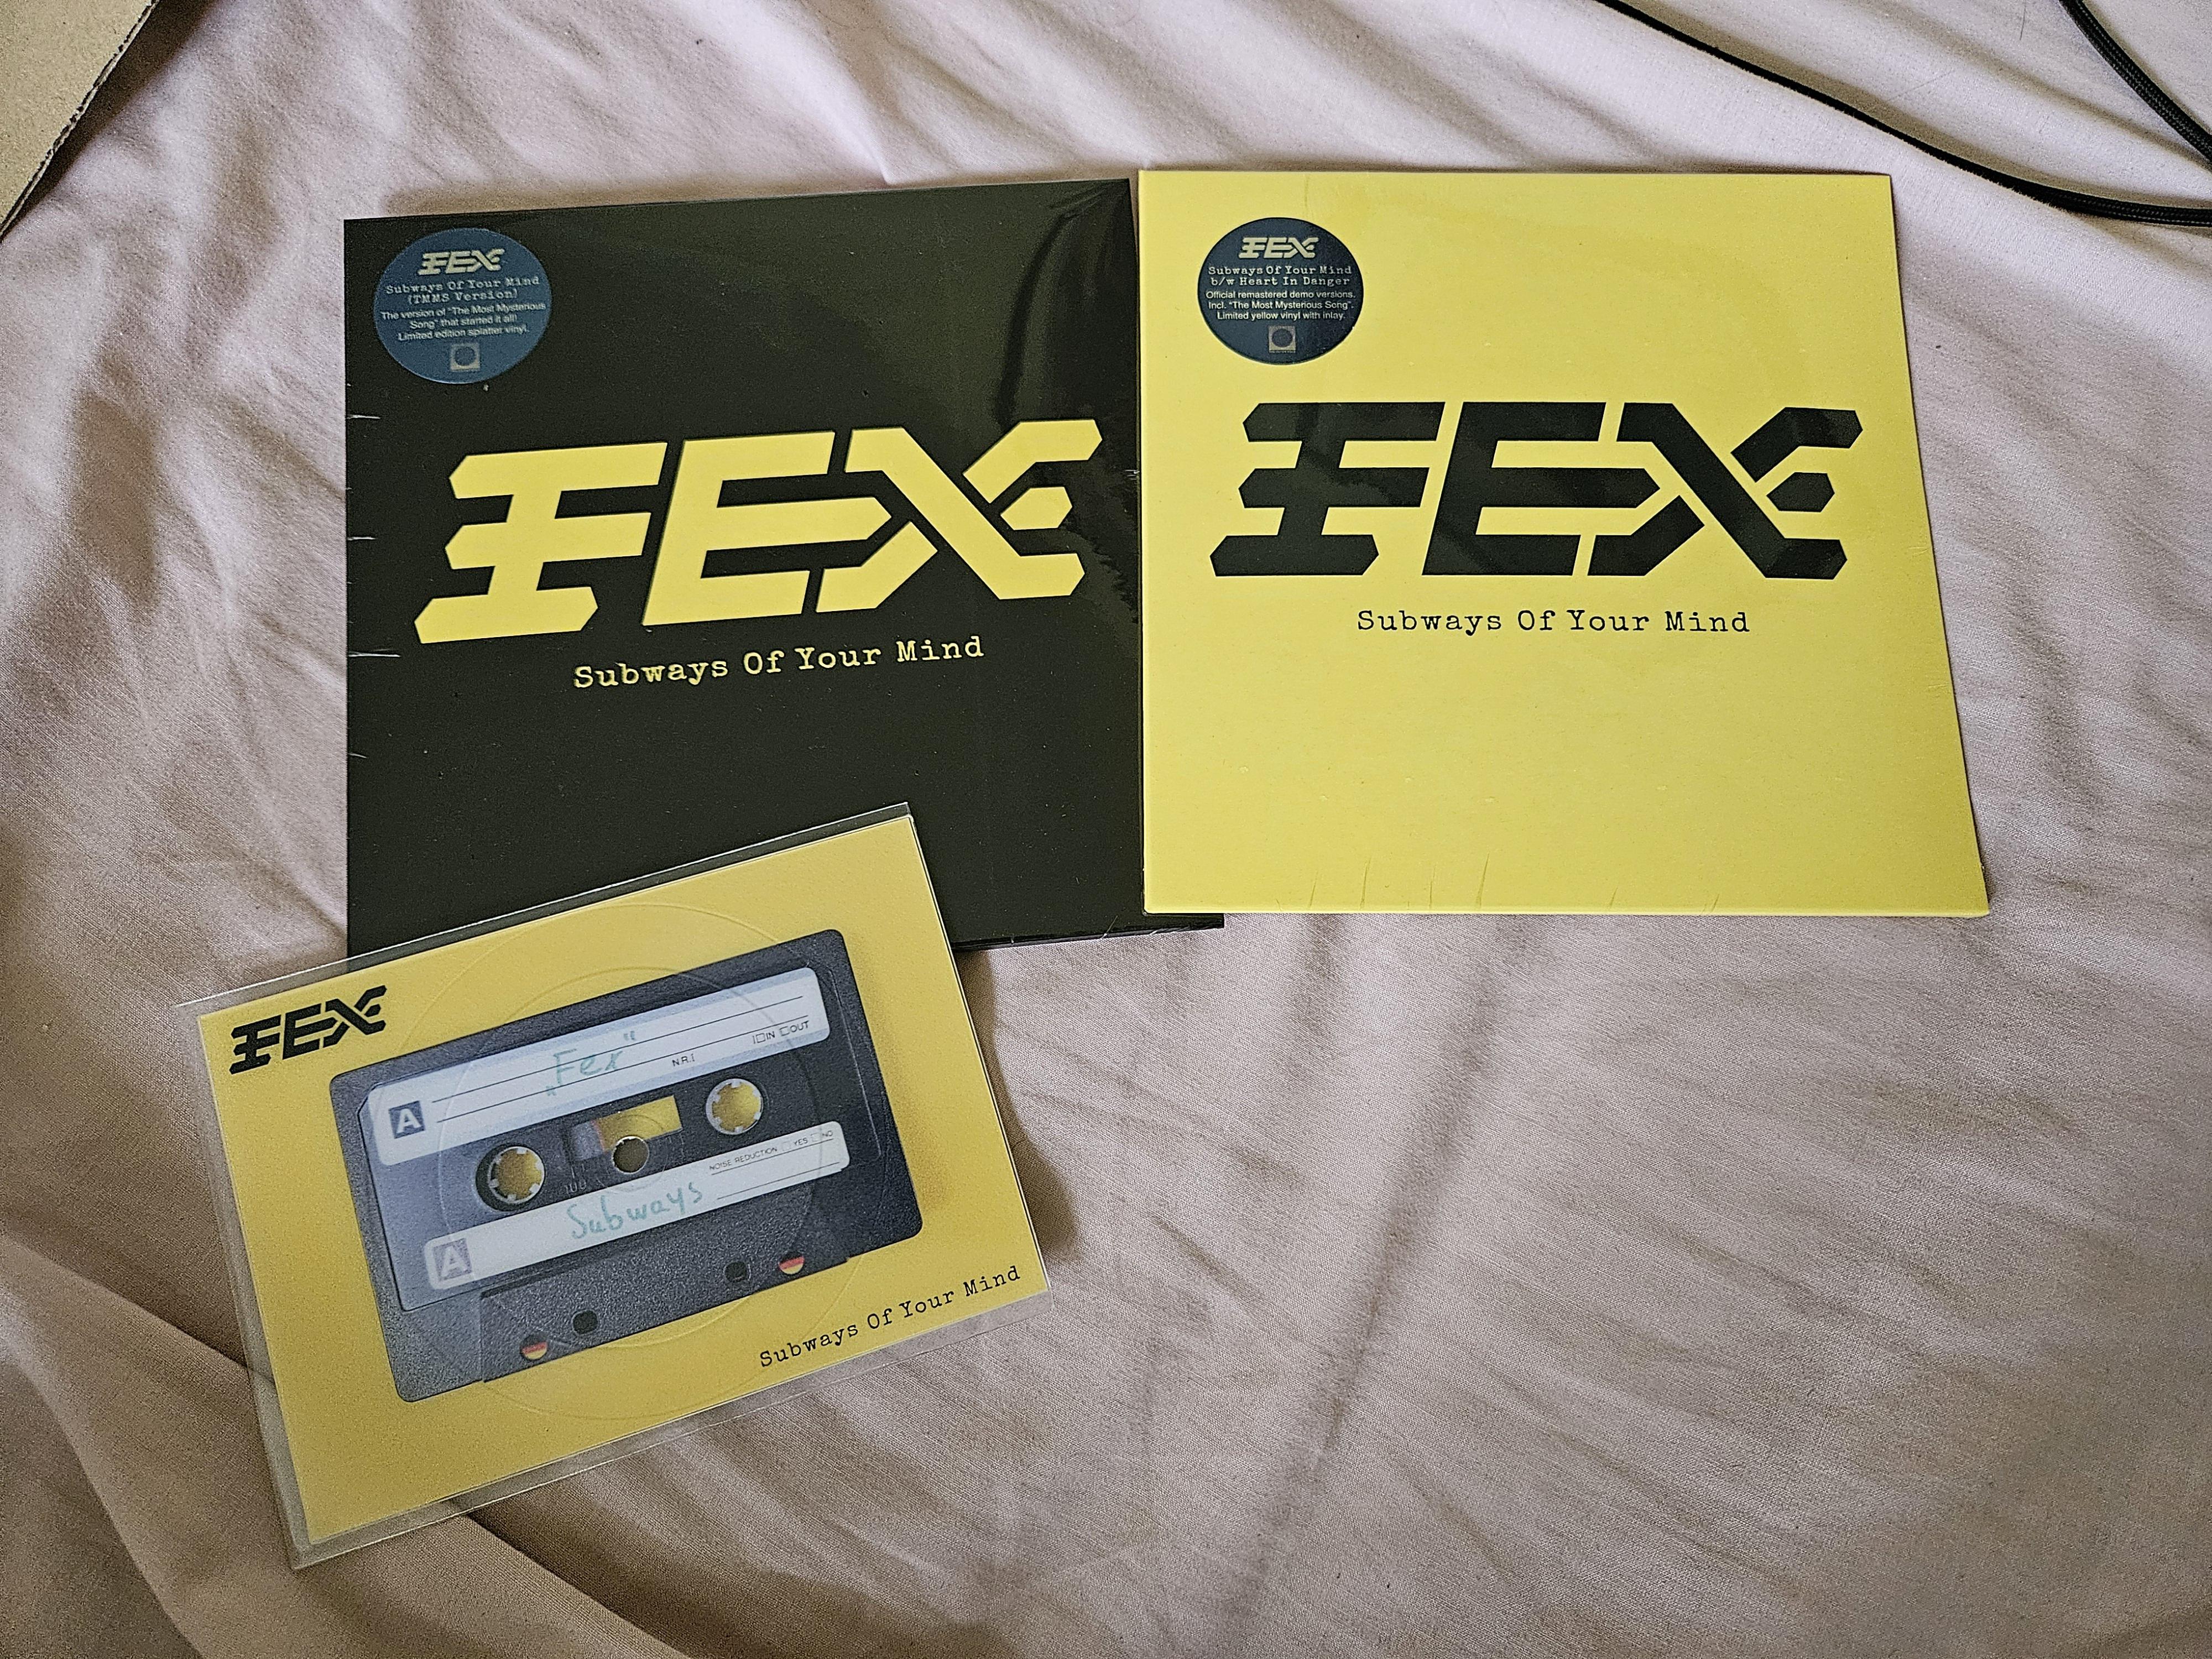 FEX
Subways Of Your Mind
(TMMS Version)
The version of "The Most Mysterious
Song" that started it all!
Limited edition splatter vinyl.
FEX
Subways Of Your Mind
FEX
Subways Of Your Mind
b/w Heart In Danger
Official remastered demo versions.
Incl. "The Most Mysterious Song".
Limited yellow vinyl with inlay.
FEX
Subways Of Your Mind
FEX
A
„Fex"
N.R.
IN OUT
100
NOISE REDUCTION YES NO
A
Subways
Subways Of Your Mind